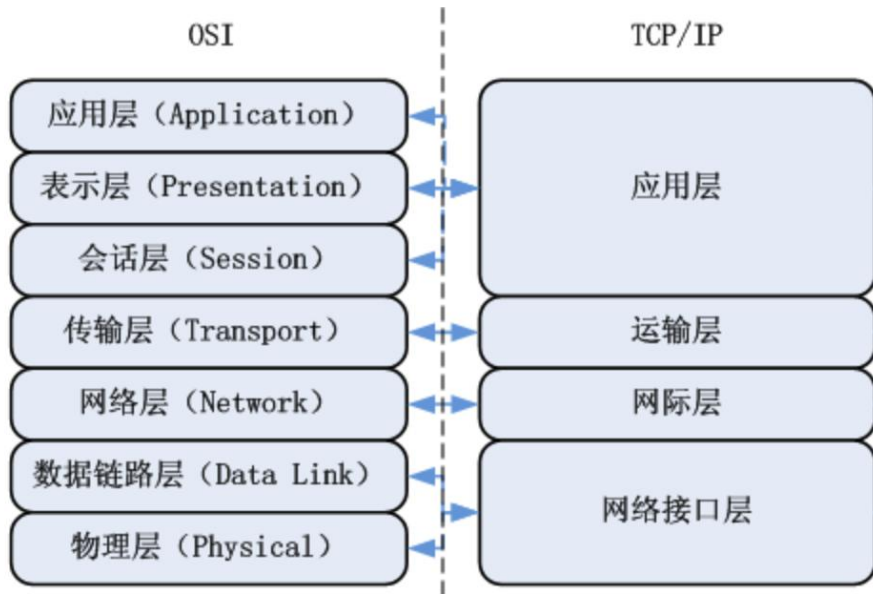 OSI
TCP/IP
应用层（Application）
表示层（Presentation）
会话层（Session）
传输层（Transport）
网络层（Network）
数据链路层（Data Link）
物理层（Physical）
应用层
运输层
网际层
网络接口层